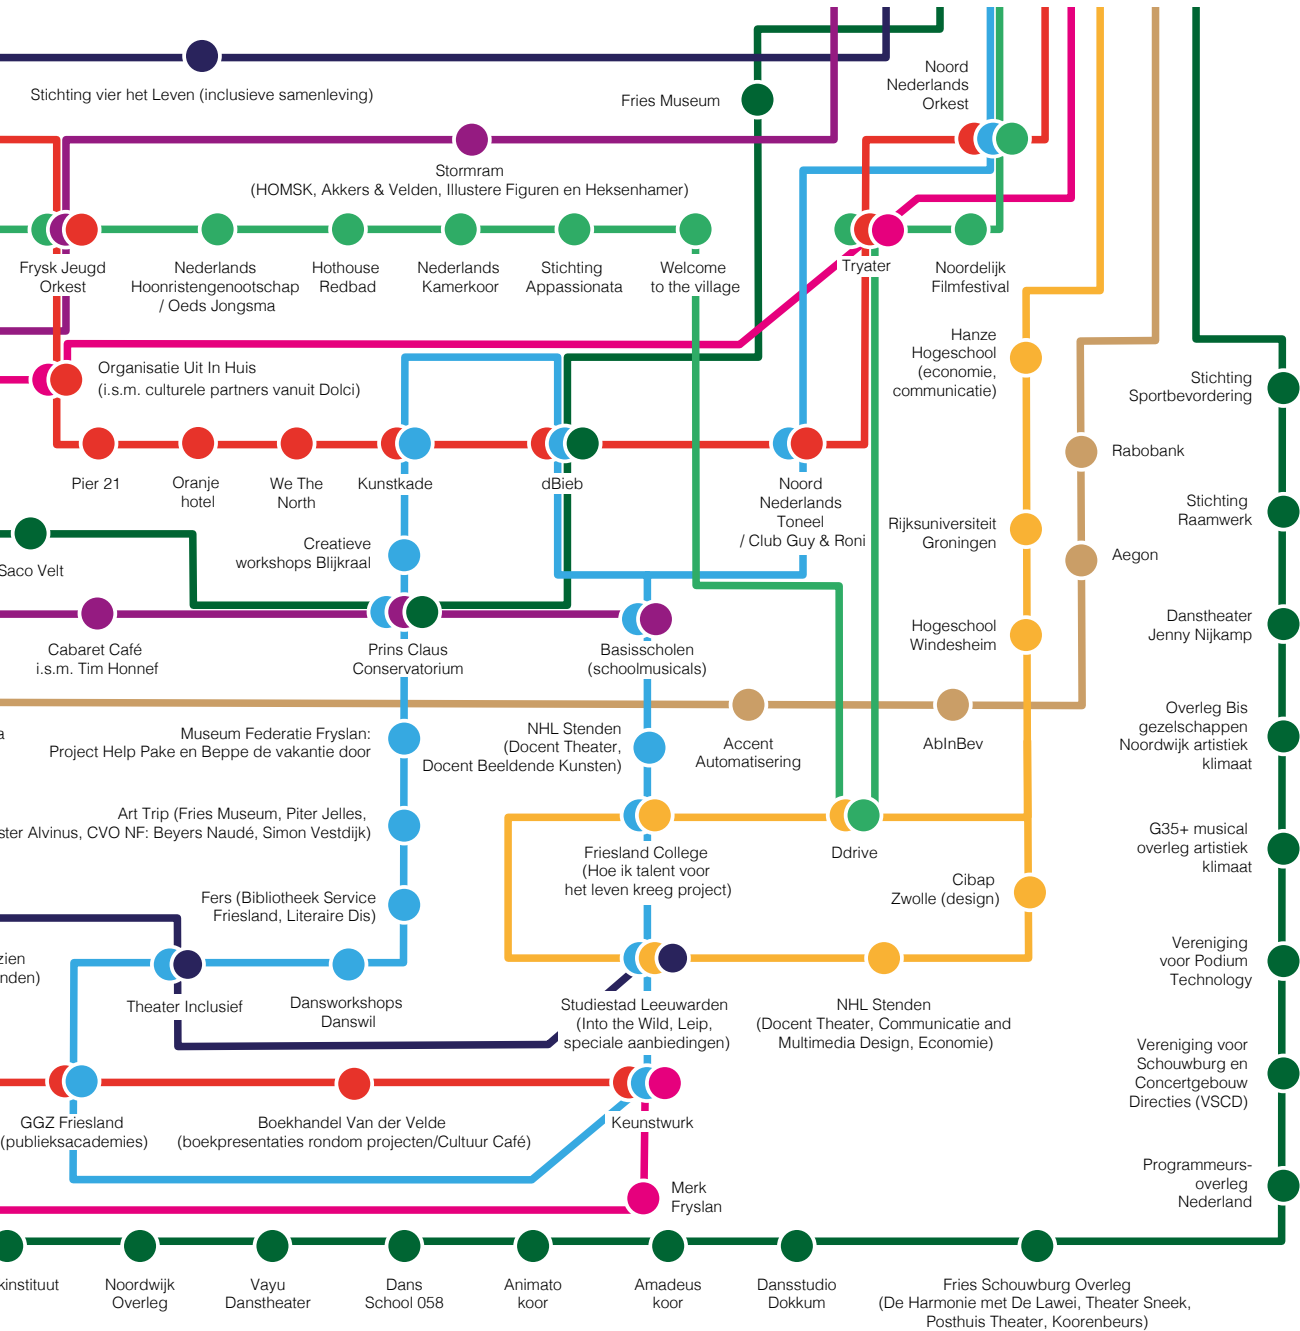 Stichting vier het Leven (inclusieve samenleving)
Fries Museum
Noord
Nederlands
Orkest
Stormram
(HOMSK, Akkers & Velden, Illustere Figuren en Heksenhamer)
Frysk Jeugd
Orkest
Nederlands
Hoonristengenootschap
/ Oeds Jongsma
Hothouse
Redbad
Nederlands
Kamerkoor
Stichting
Appassionata
Welcome
to the village
Tryater
Noordelijk
Filmfestival
Organisatie Uit In Huis
(i.s.m. culturele partners vanuit Dolci)
Hanze
Hogeschool
(economie,
communicatie)
Stichting
Sportbevordering
Pier 21
Oranje
hotel
We The
North
Kunstkade
dBieb
Noord
Nederlands
Toneel
/ Club Guy & Roni
Rabobank
Stichting
Raamwerk
Saco Velt
Creatieve
workshops Blijkraal
Rijksuniversiteit
Groningen
Aegon
Cabaret Café
i.s.m. Tim Honnef
Prins Claus
Conservatorium
Basisscholen
(schoolmusicals)
Hogeschool
Windesheim
Danstheater
Jenny Nijkamp
a
Museum Federatie Fryslan:
Project Help Pake en Beppe de vakantie door
NHL Stenden
(Docent Theater,
Docent Beeldende Kunsten)
Accent
Automatisering
AbInBev
Overleg Bis
gezelschappen
Noordwijk artistiek
klimaat
Art Trip (Fries Museum, Piter Jelles,
ster Alvinus, CVO NF: Beyers Naudé, Simon Vestdijk)
Friesland College
(Hoe ik talent voor
het leven kreeg project)
Ddrive
G35+ musical
overleg artistiek
klimaat
Fers (Bibliotheek Service
Friesland, Literaire Dis)
Cibap
Zwolle (design)
zien
nden)
Theater Inclusief
Dansworkshops
Danswil
Studiestad Leeuwarden
(Into the Wild, Leip,
speciale aanbiedingen)
NHL Stenden
(Docent Theater, Communicatie and
Multimedia Design, Economie)
Vereniging
voor Podium
Technology
GGZ Friesland
(publieksacademies)
Boekhandel Van der Velde
(boekpresentaties rondom projecten/Cultuur Café)
Keunstwurk
Vereniging voor
Schouwburg en
Concertgebouw
Directies (VSCD)
Merk
Fryslan
Programmeurs-
overleg
Nederland
kinstituut
Noordwijk
Overleg
Vayu
Danstheater
Dans
School 058
Animato
koor
Amadeus
koor
Dansstudio
Dokkum
Fries Schouwburg Overleg
(De Harmonie met De Lawei, Theater Sneek,
Posthuis Theater, Koorenbeurs)